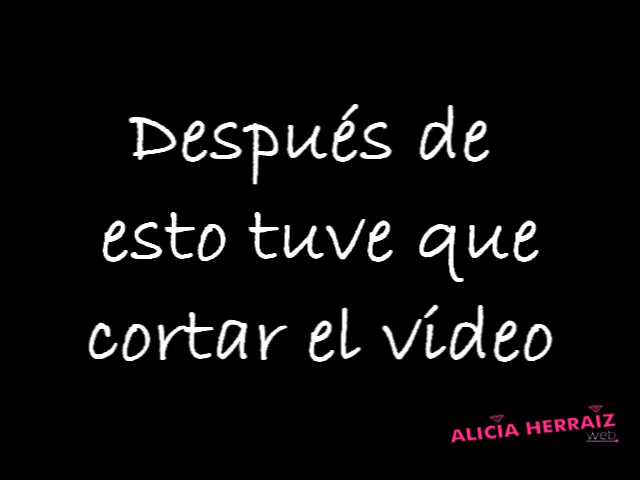 Después de
esto tuve que
cortar el vídeo
ALICIA HERRAIZ
web